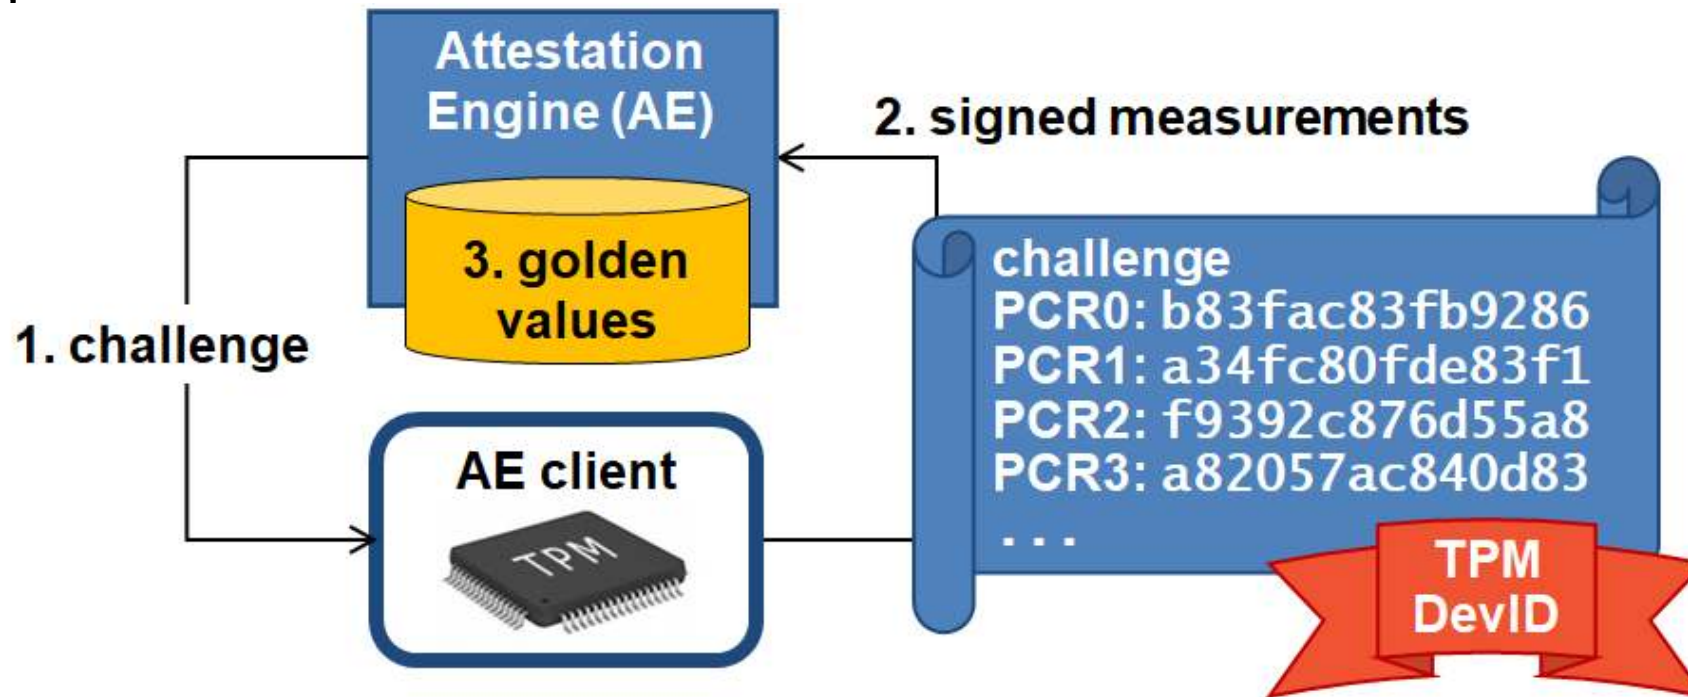 Attestation
Engine (AE)
2. signed measurements
3. golden
values
1. challenge
challenge
PCR0: b83fac83fb9286
PCR1: a34fc80fde83f1
PCR2: f9392c876d55a8
PCR3: a82057ac840d83
...
AE client
TPM
TPM
DevID